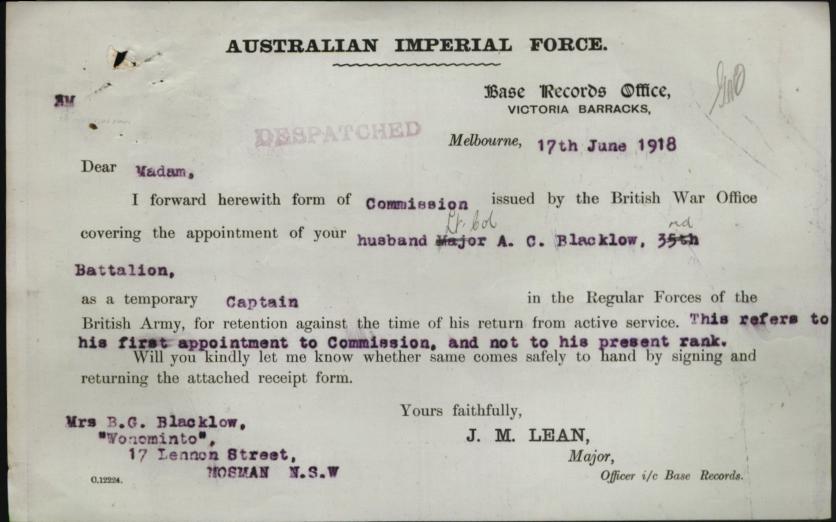 AUSTRALIAN IMPERIAL FORCE.
Base Records Office,
VICTORIA BARRACKS,
AM
DESPATCHED
Melbourne, 17th June 1918
Dear Madam,
I forward herewith form of Commission issued by the British War Office
Lt. Col rd
covering the appointment of your husband Major A. C. Blacklow, 35th
Battalion,
as a temporary Captain in the Regular Forces of the
British Army, for retention against the time of his return from active service. This refers to
his first appointment to Commission, and not to his present rank.
Will you kindly let me know whether same comes safely to hand by signing and
returning the attached receipt form.
Yours faithfully,
J. M. LEAN,
Major,
Officer i/c Base Records.
Mrs B.G. Blacklow,
"Wonominto",
17 Lennon Street,
MOSMAN N.S.W
C.12224.